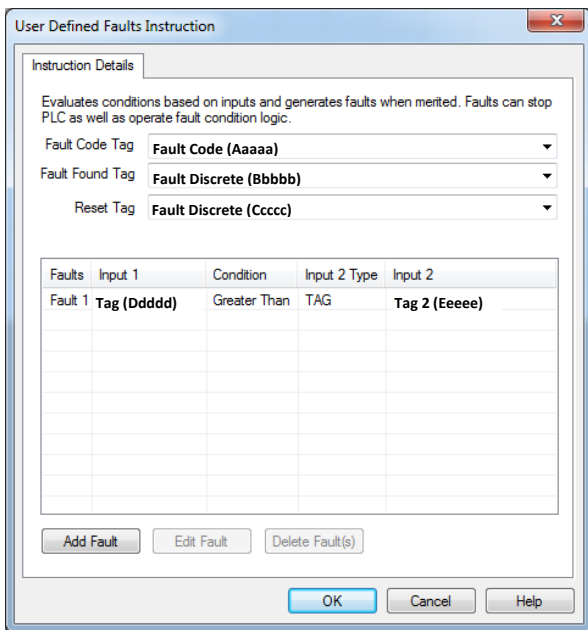 User Defined Faults Instruction
Instruction Details
Evaluates conditions based on inputs and generates faults when merited. Faults can stop
PLC as well as operate fault condition logic.
Fault Code Tag Fault Code (Aaaaa)
Fault Found Tag Fault Discrete (Bbbbb)
Reset Tag Fault Discrete (Ccccc)
Faults Input 1 Condition Input 2 Type Input 2
Fault 1 Tag (Ddddd) Greater Than TAG Tag 2 (Eeeee)
Add Fault Edit Fault Delete Fault(s)
OK Cancel Help